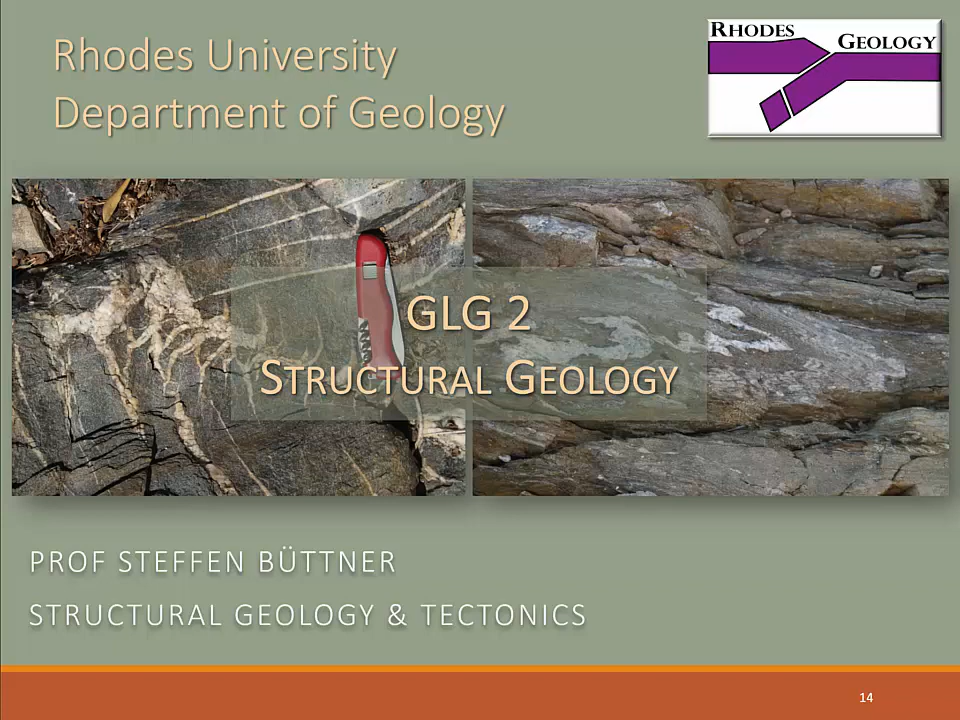 Rhodes University
Department of Geology
RHODES
GEOLOGY
GLG 2
STRUCTURAL GEOLOGY
PROF STEFFEN BÜTTNER
STRUCTURAL GEOLOGY & TECTONICS
14